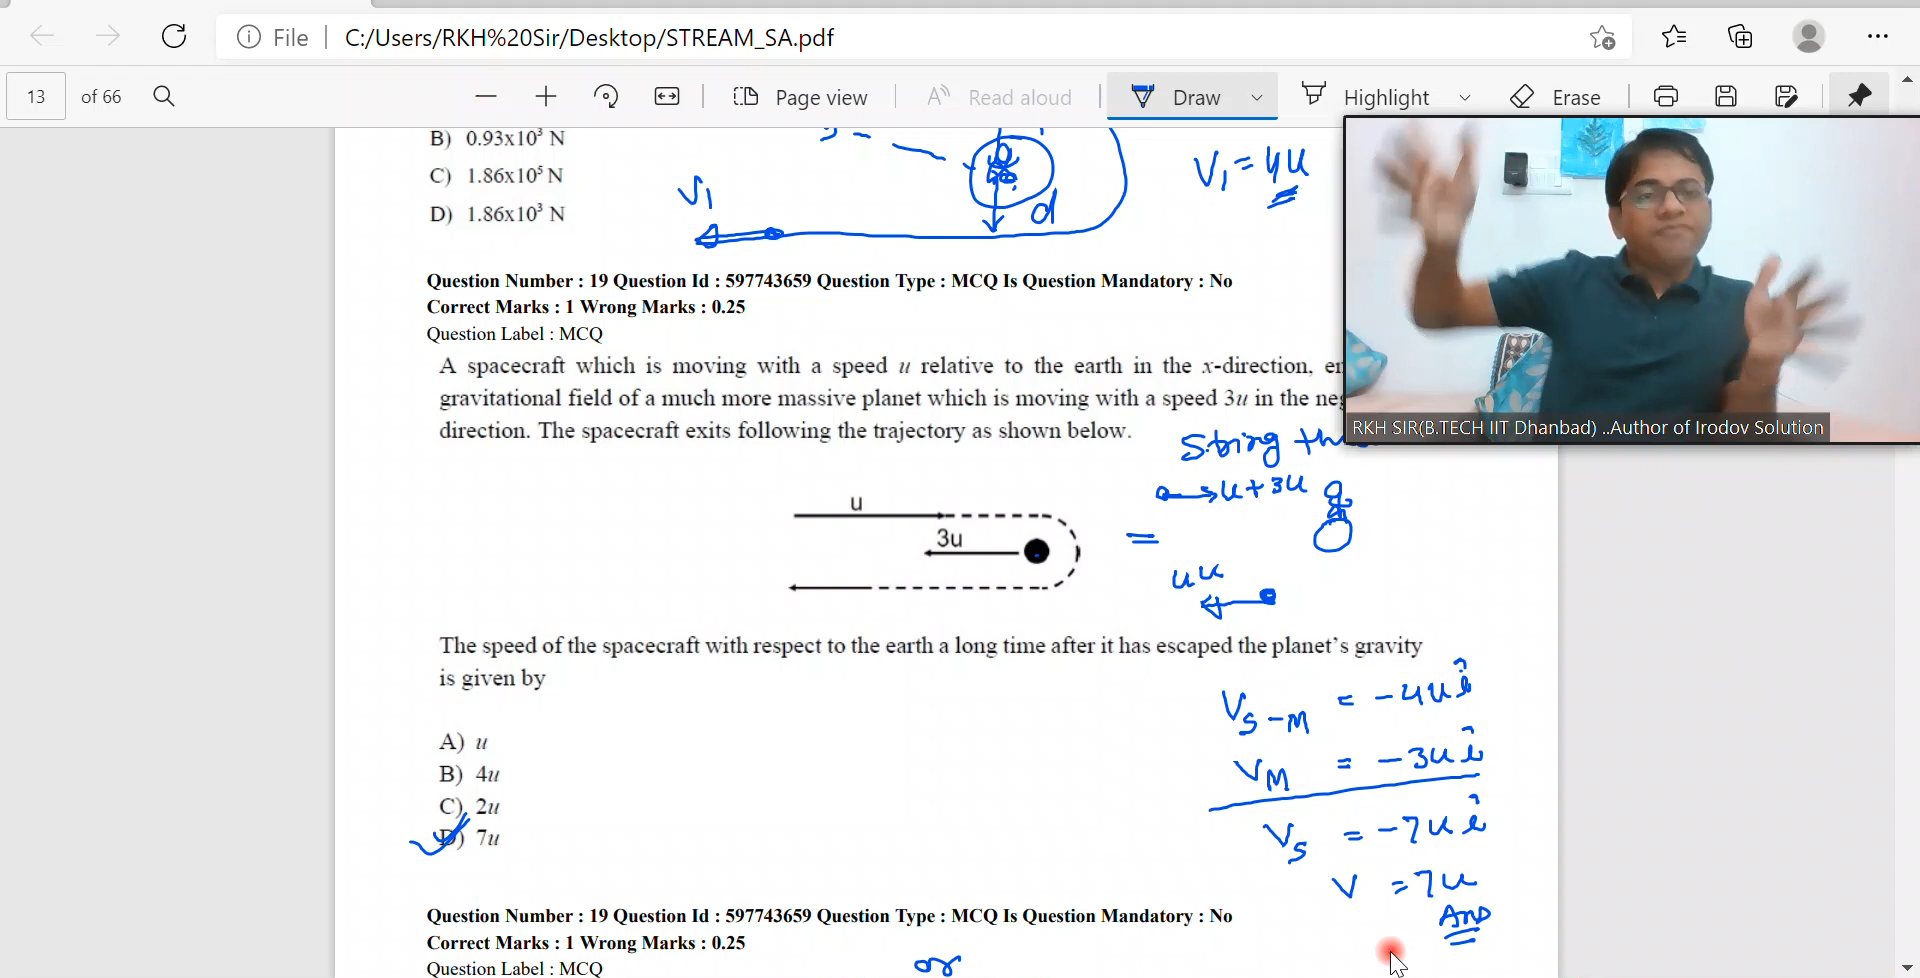 File
C:/Users/RKH%20Sir/Desktop/STREAM_SA.pdf
13 of 66
Page view
Read aloud
Draw
Highlight
Erase
B) 0.93x10³ N
C) 1.86x10⁵ N
D) 1.86x10³ N
V₁
d
V₁ = 4u
Question Number : 19 Question Id : 597743659 Question Type : MCQ Is Question Mandatory : No
Correct Marks : 1 Wrong Marks : 0.25
Question Label : MCQ
A spacecraft which is moving with a speed u relative to the earth in the x-direction,
gravitational field of a much more massive planet which is moving with a speed 3u in the
direction. The spacecraft exits following the trajectory as shown below.
RKH SIR(B.TECH IIT Dhanbad) ..Author of Irodov Solution
String
u+3u
u
3u
=
4u
The speed of the spacecraft with respect to the earth a long time after it has escaped the planet's gravity
is given by
A) u
B) 4u
C) 2u
D) 7u
V_S-M = -4u î
V_M = -3u î
V_S = -7u î
V = 7u
Ans
Question Number : 19 Question Id : 597743659 Question Type : MCQ Is Question Mandatory : No
Correct Marks : 1 Wrong Marks : 0.25
Question Label : MCQ
or